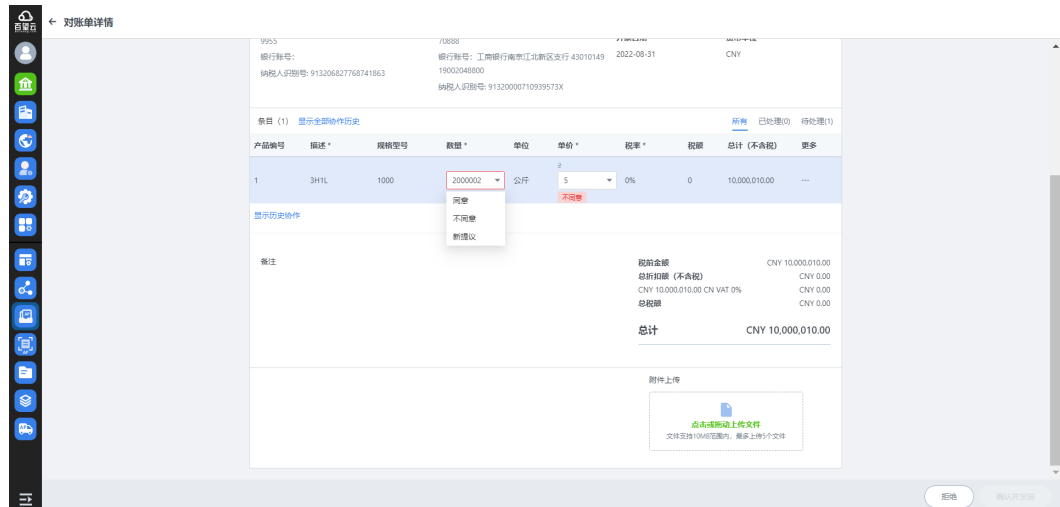 百望云
← 对账单详情
9955
70888
2022-08-31
CNY
银行账号:
银行账号：工商银行南京江北新区支行 43010149
19002048800
纳税人识别号: 913206827768741863
纳税人识别号: 91320000710939573X
条目（1） 显示全部协作历史
所有 已处理(0) 待处理(1)
产品编号 描述 * 规格型号 数量 * 单位 单价 * 税率 * 税额 总计（不含税） 更多
2
1 3H1L 1000 2000002 公斤 5 0% 0 10,000,010.00 ···
不同意
同意
不同意
新提议
显示历史协作
备注
税前金额 CNY 10,000,010.00
总折扣额（不含税） CNY 0.00
CNY 10,000,010.00 CN VAT 0% CNY 0.00
总税额 CNY 0.00
总计 CNY 10,000,010.00
附件上传
点击或拖动上传文件
文件支持10MB范围内，最多上传5个文件
拒绝 确认并发送